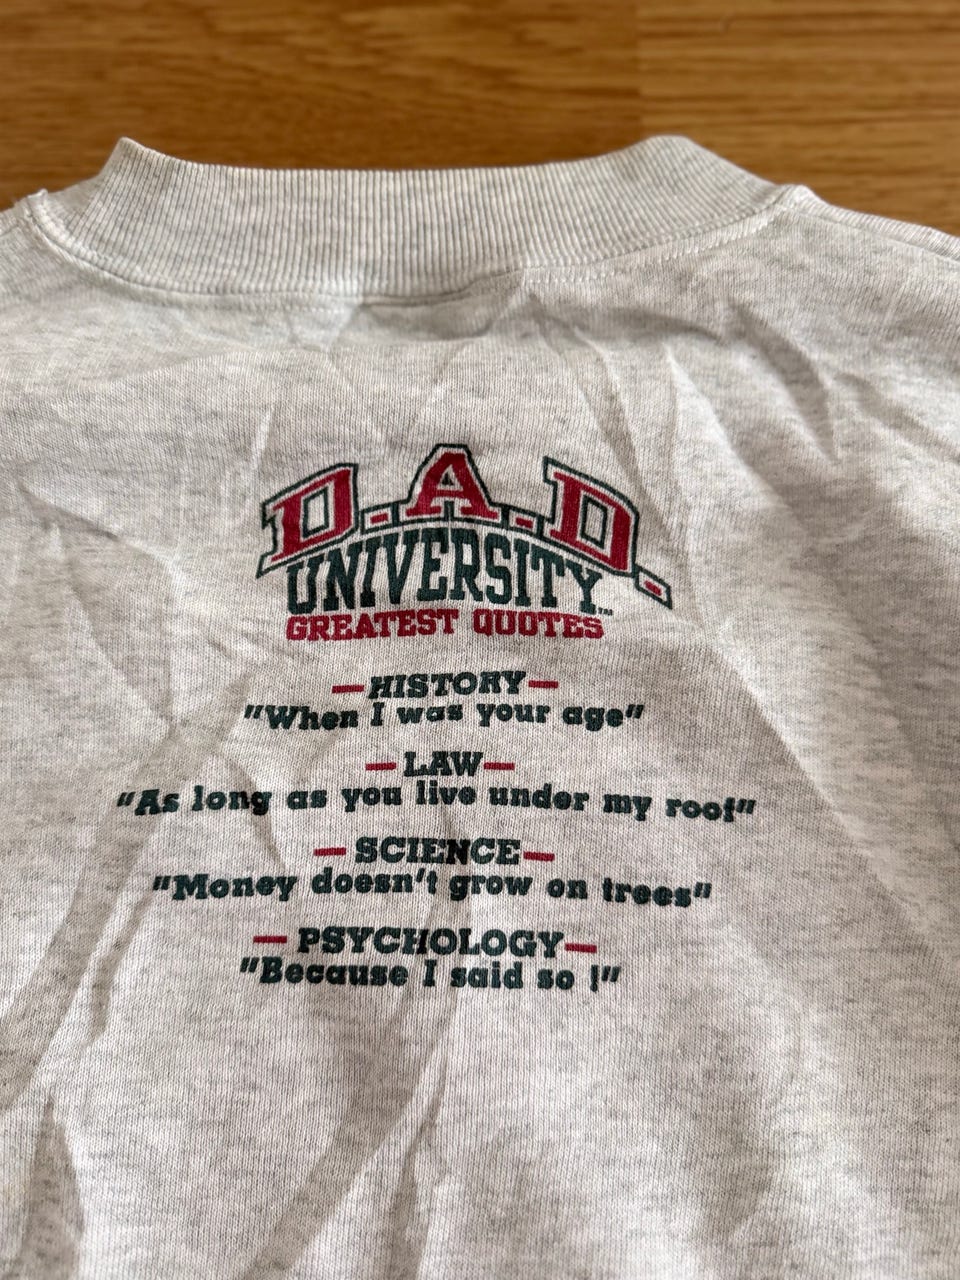 D.A.D.
UNIVERSITY™
GREATEST QUOTES
—HISTORY—
"When I was your age"
—LAW—
"As long as you live under my roof"
—SCIENCE—
"Money doesn't grow on trees"
—PSYCHOLOGY—
"Because I said so !"